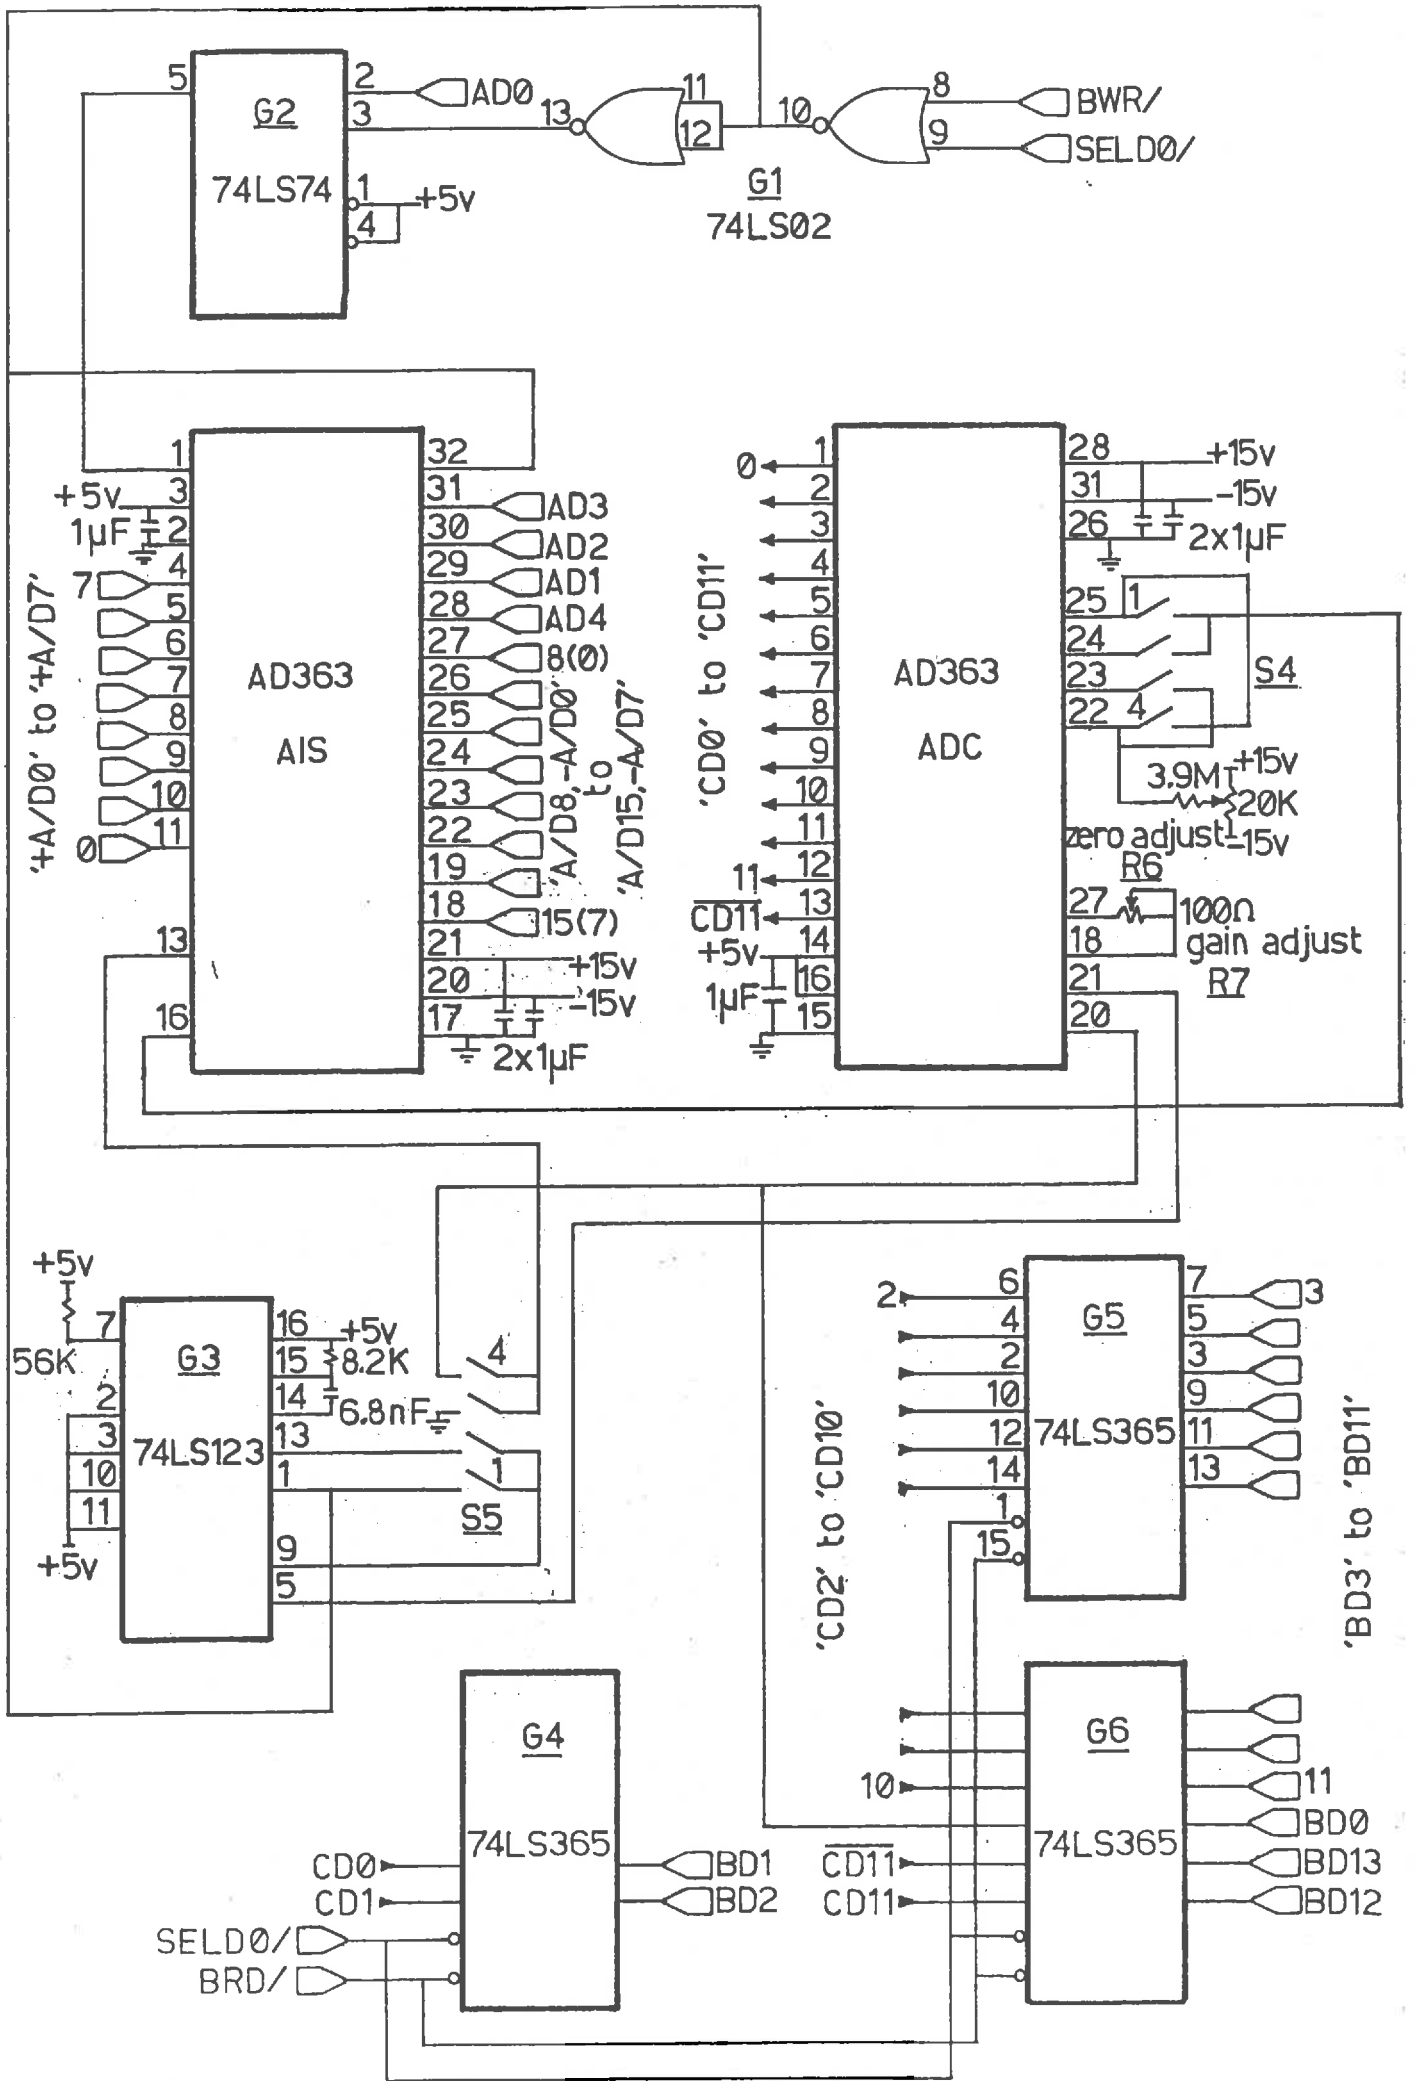 5
G2
74LS74
2
AD0
3
1
+5v
4
13
11
12
10
8
BWR/
9
SELD0/
G1
74LS02
1
3
+5v
1µF
2
7
4
5
6
7
8
9
10
0
11
13
16
'+A/D0' to '+A/D7'
AD363
AIS
32
31
AD3
30
AD2
29
AD1
28
AD4
27
8(0)
26
25
24
23
22
19
18
15(7)
21
+15v
20
-15v
17
2x1µF
'A/D8,-A/D0
to
A/D15,-A/D7'
0
1
2
3
4
5
6
7
8
9
10
11
11
12
CD11
13
+5v
14
16
1µF
15
'CD0' to 'CD11'
AD363
ADC
28
+15v
31
-15v
26
2x1µF
25
1
24
23
22
4
S4
3.9M
+15v
20K
zero adjust
-15v
R6
27
100Ω
18
gain adjust
21
R7
20
+5v
7
56K
2
3
10
11
+5v
G3
74LS123
16
+5v
15
8.2K
14
6.8nF
13
1
9
5
4
1
S5
2
6
4
2
10
12
14
1
15
G5
74LS365
7
3
5
3
9
11
13
'CD2' to 'CD10'
'BD3' to 'BD11'
G4
74LS365
CD0
CD1
SELD0/
BRD/
BD1
BD2
G6
74LS365
10
CD11
CD11
11
BD0
BD13
BD12